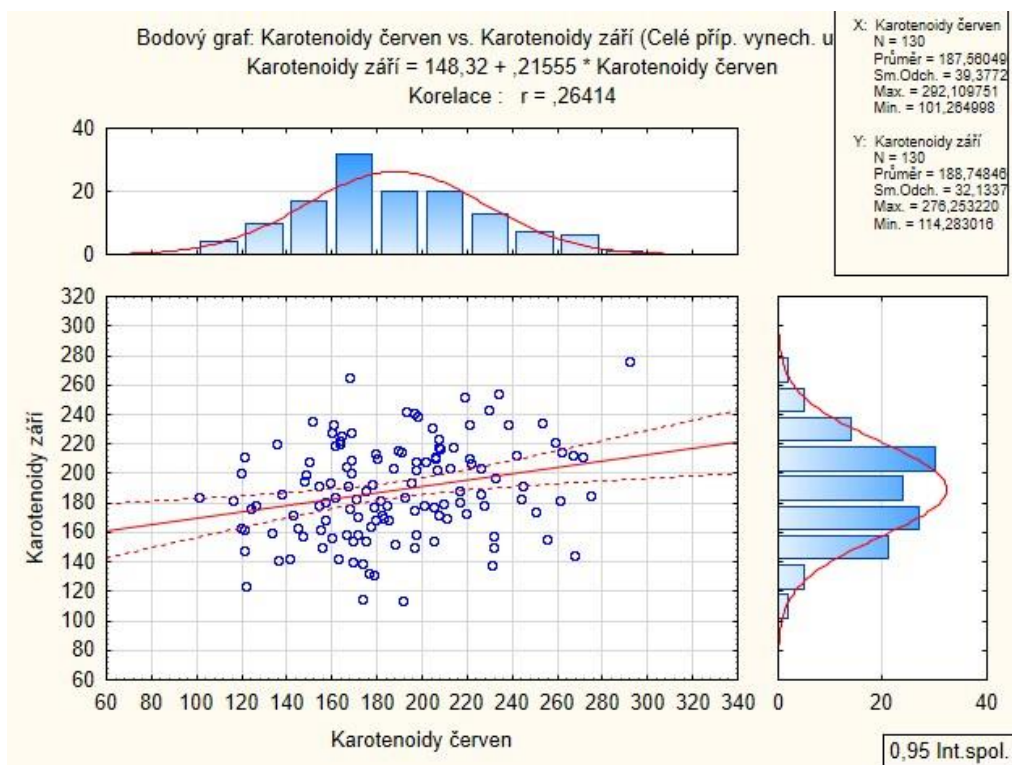 Bodový graf: Karotenoidy červen vs. Karotenoidy září (Celé příp. vynech. u
Karotenoidy září = 148,32 + ,21555 * Karotenoidy červen
Korelace : r = ,26414
X: Karotenoidy červen
N = 130
Průměr = 187,56049
Sm.Odch. = 39,3772
Max. = 292,109751
Min. = 101,264998
Y: Karotenoidy září
N = 130
Průměr = 188,74846
Sm.Odch. = 32,1337
Max. = 276,253220
Min. = 114,283016
40
20
0
320
300
280
260
240
220
200
180
160
140
120
100
80
60
Karotenoidy září
60 80 100 120 140 160 180 200 220 240 260 280 300 320 340
Karotenoidy červen
0 20 40
0,95 Int.spol.